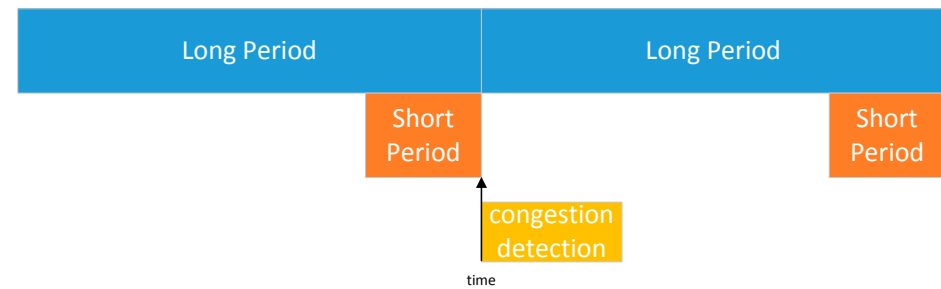 Long Period
Long Period
Short
Period
Short
Period
congestion
detection
time